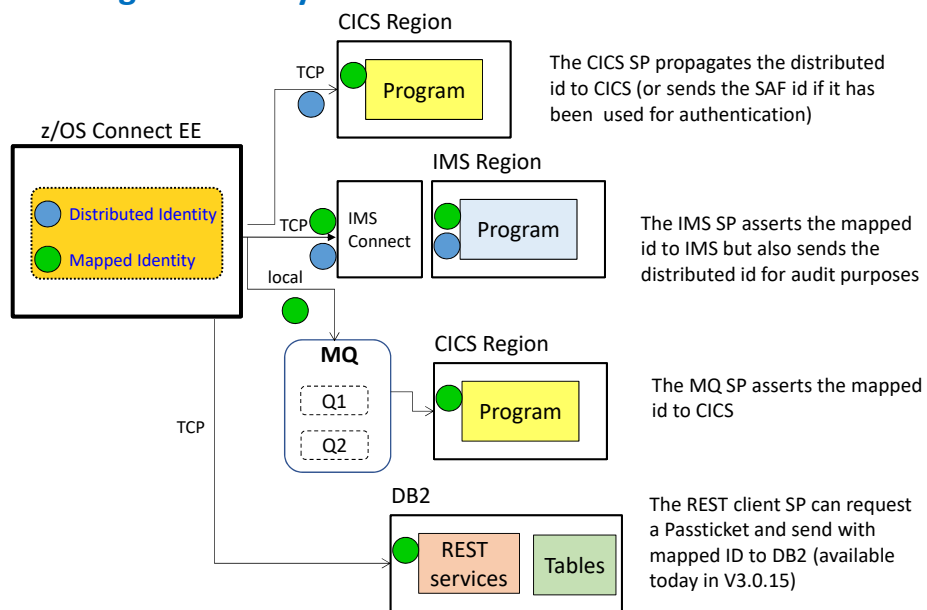 CICS Region
TCP
Program
The CICS SP propagates the distributed
id to CICS (or sends the SAF id if it has
been used for authentication)
z/OS Connect EE
Distributed Identity
Mapped Identity
IMS Region
TCP
IMS
Connect
Program
The IMS SP asserts the mapped
id to IMS but also sends the
distributed id for audit purposes
local
MQ
Q1
Q2
CICS Region
Program
The MQ SP asserts the mapped
id to CICS
TCP
DB2
REST
services
Tables
The REST client SP can request
a Passticket and send with
mapped ID to DB2 (available
today in V3.0.15)